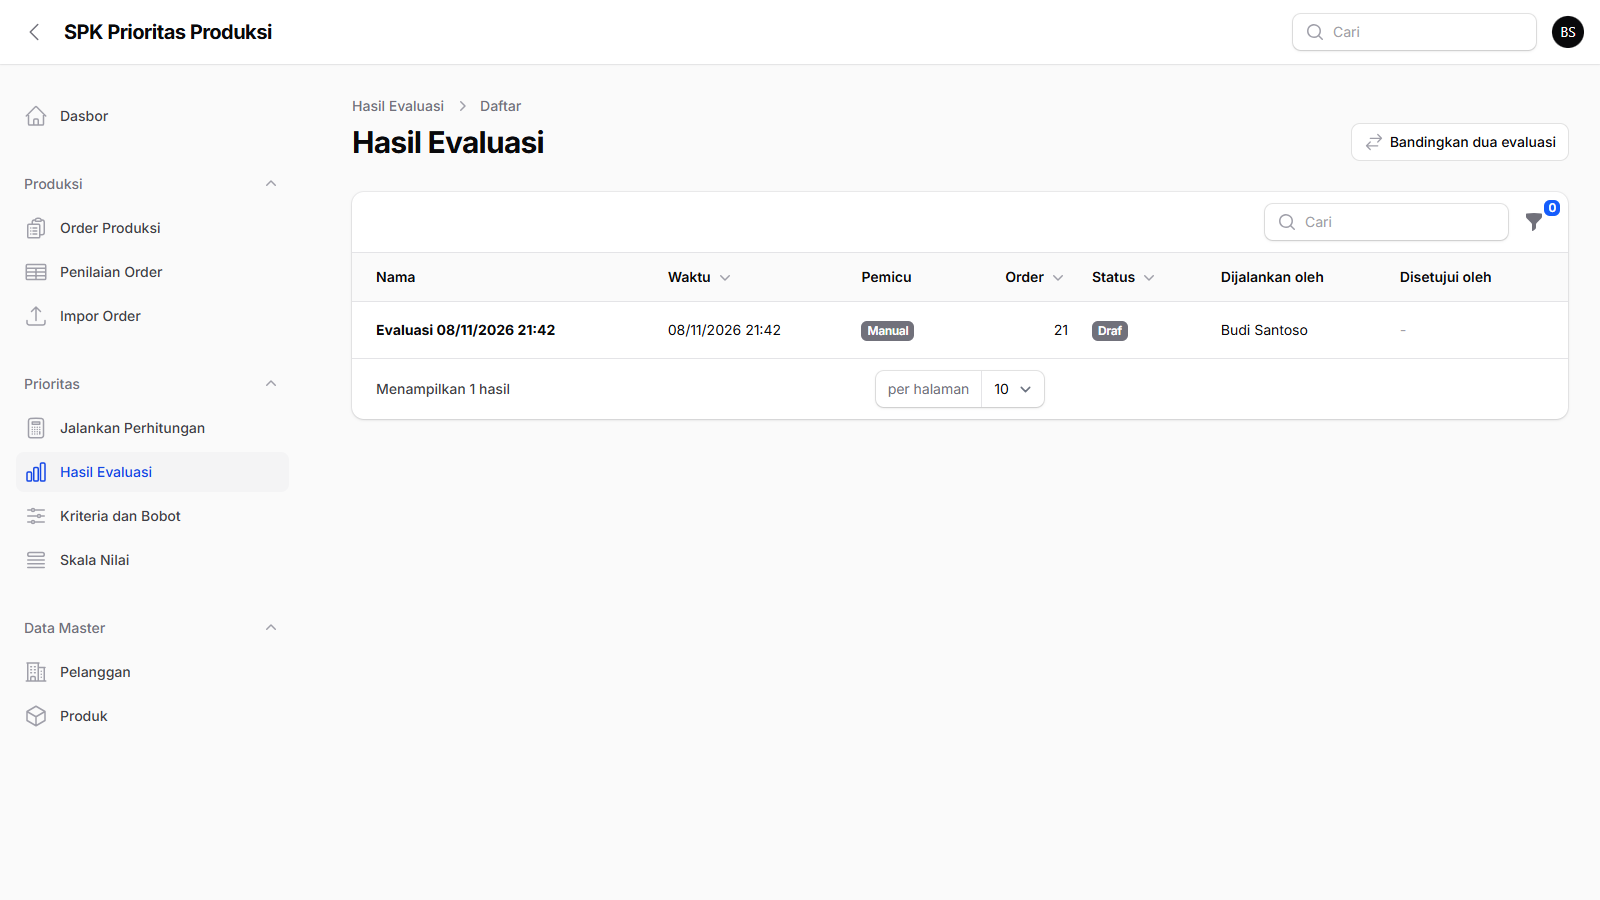 SPK Prioritas Produksi
Cari
BS
Dasbor
Produksi
Order Produksi
Penilaian Order
Impor Order
Prioritas
Jalankan Perhitungan
Hasil Evaluasi
Kriteria dan Bobot
Skala Nilai
Data Master
Pelanggan
Produk
Hasil Evaluasi > Daftar
Hasil Evaluasi
Bandingkan dua evaluasi
Cari
0
Nama Waktu Pemicu Order Status Dijalankan oleh Disetujui oleh
Evaluasi 08/11/2026 21:42 08/11/2026 21:42 Manual 21 Draf Budi Santoso -
Menampilkan 1 hasil per halaman 10